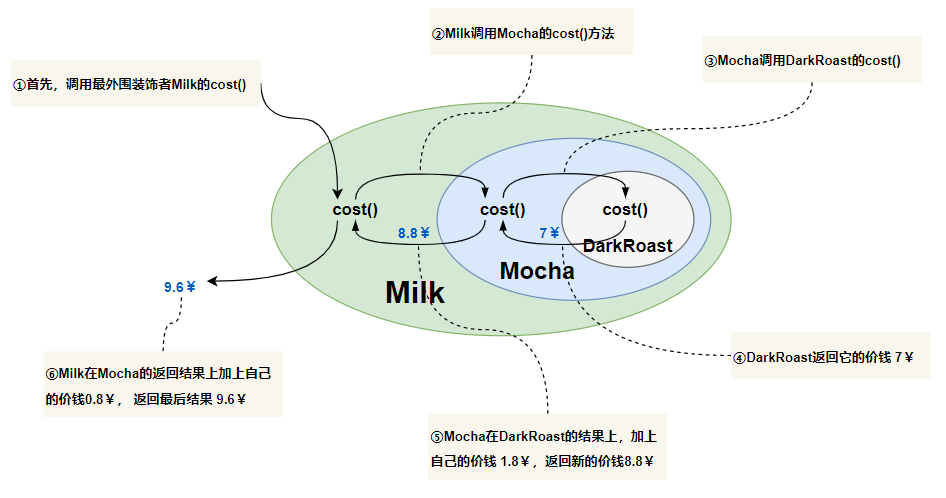 ②Milk调用Mocha的cost()方法
③Mocha调用DarkRoast的cost()
①首先，调用最外围装饰者Milk的cost()
cost()
cost()
cost()
8.8￥
7￥
DarkRoast
Mocha
Milk
9.6￥
④DarkRoast返回它的价钱 7￥
⑥Milk在Mocha的返回结果上加上自己
的价钱0.8￥， 返回最后结果 9.6￥
⑤Mocha在DarkRoast的结果上，加上
自己的价钱 1.8￥，返回新的价钱8.8￥